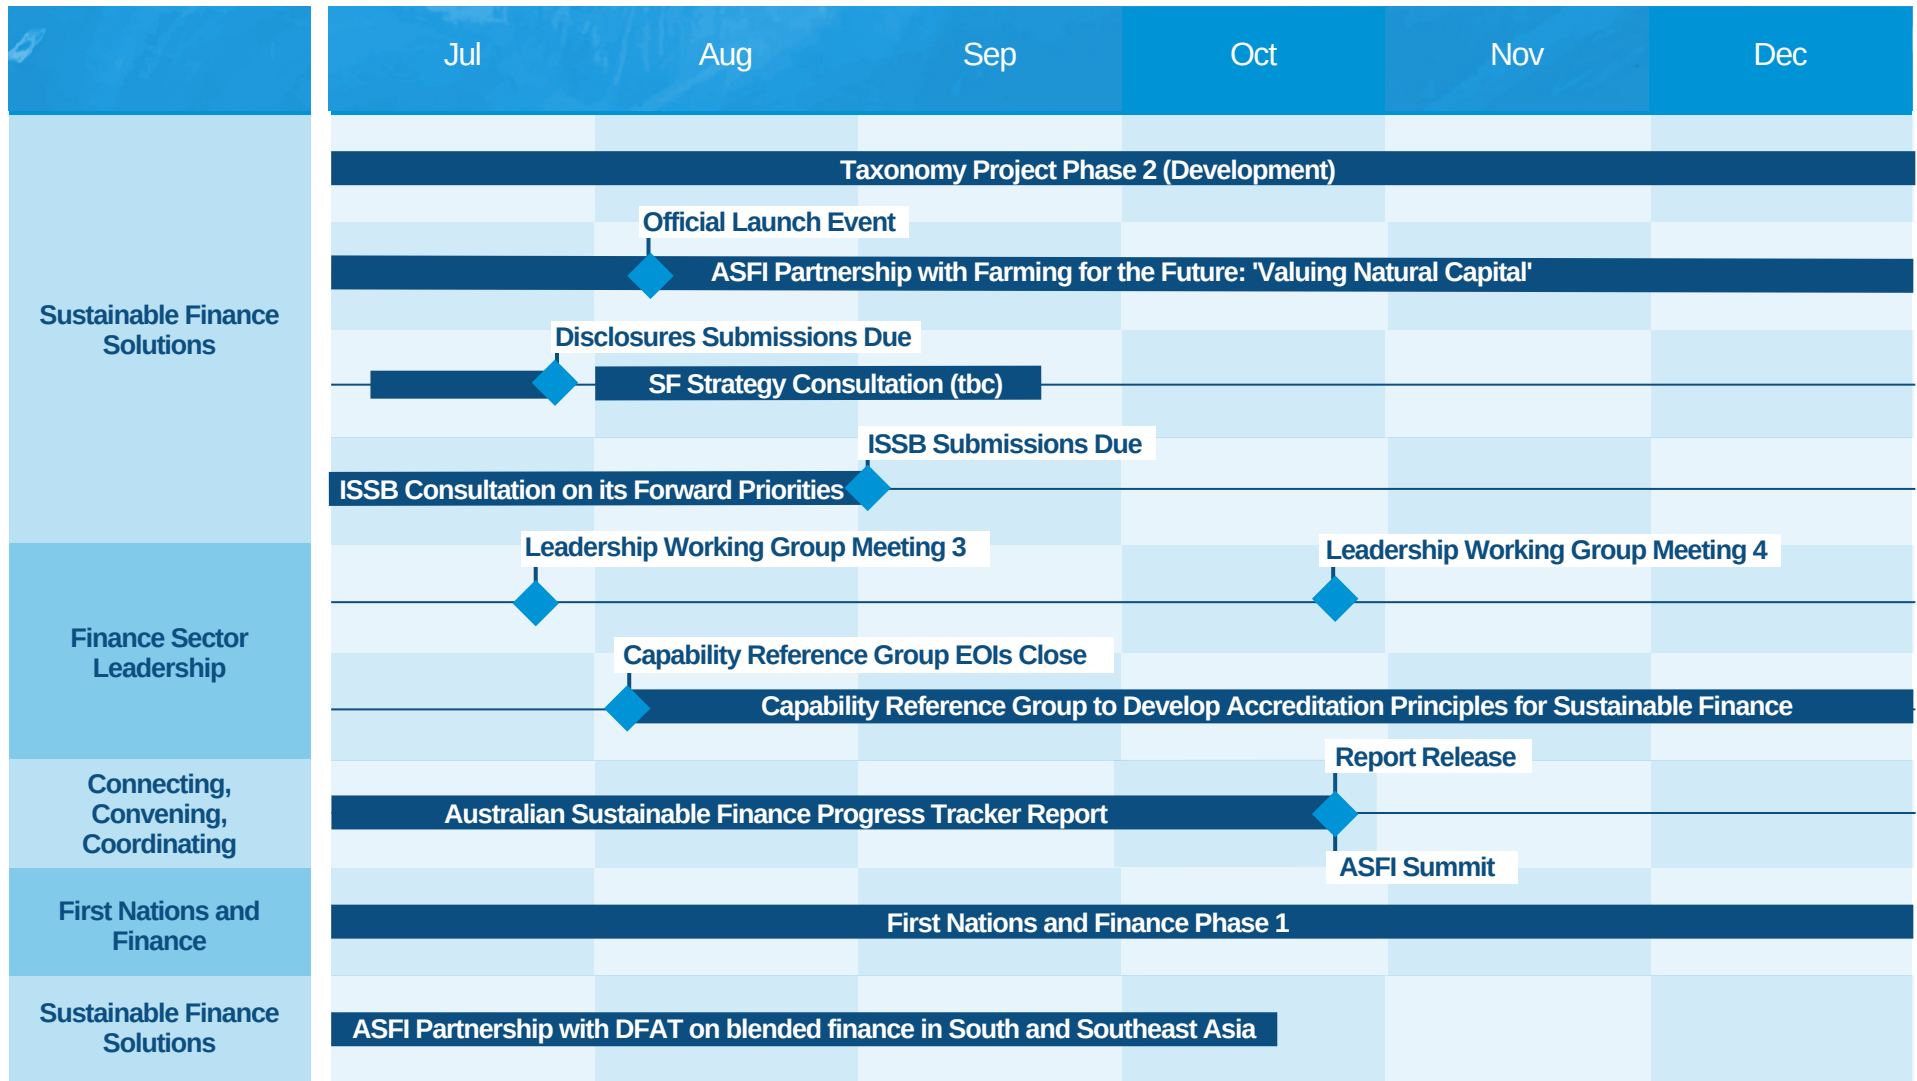 Jul
Aug
Sep
Oct
Nov
Dec
Sustainable Finance
Solutions
Taxonomy Project Phase 2 (Development)
Official Launch Event
ASFI Partnership with Farming for the Future: 'Valuing Natural Capital'
Disclosures Submissions Due
SF Strategy Consultation (tbc)
ISSB Submissions Due
ISSB Consultation on its Forward Priorities
Finance Sector
Leadership
Leadership Working Group Meeting 3
Leadership Working Group Meeting 4
Capability Reference Group EOIs Close
Capability Reference Group to Develop Accreditation Principles for Sustainable Finance
Connecting,
Convening,
Coordinating
Report Release
Australian Sustainable Finance Progress Tracker Report
ASFI Summit
First Nations and
Finance
First Nations and Finance Phase 1
Sustainable Finance
Solutions
ASFI Partnership with DFAT on blended finance in South and Southeast Asia